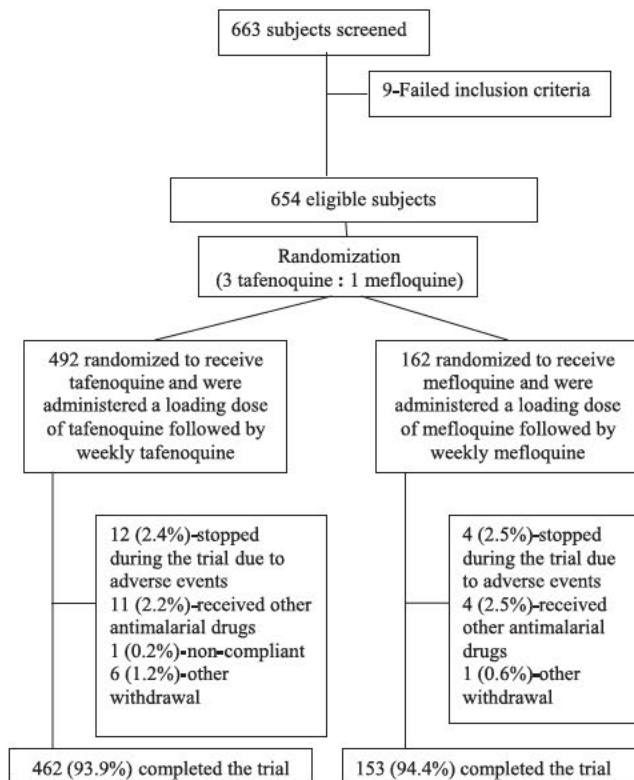 663 subjects screened
9-Failed inclusion criteria
654 eligible subjects
Randomization
(3 tafenoquine : 1 mefloquine)
492 randomized to receive
tafenoquine and were
administered a loading dose
of tafenoquine followed by
weekly tafenoquine
162 randomized to receive
mefloquine and were
administered a loading dose
of mefloquine followed by
weekly mefloquine
12 (2.4%)-stopped
during the trial due to
adverse events
11 (2.2%)-received other
antimalarial drugs
1 (0.2%)-non-compliant
6 (1.2%)-other
withdrawal
4 (2.5%)-stopped
during the trial due
to adverse events
4 (2.5%)-received
other antimalarial
drugs
1 (0.6%)-other
withdrawal
462 (93.9%) completed the trial
153 (94.4%) completed the trial